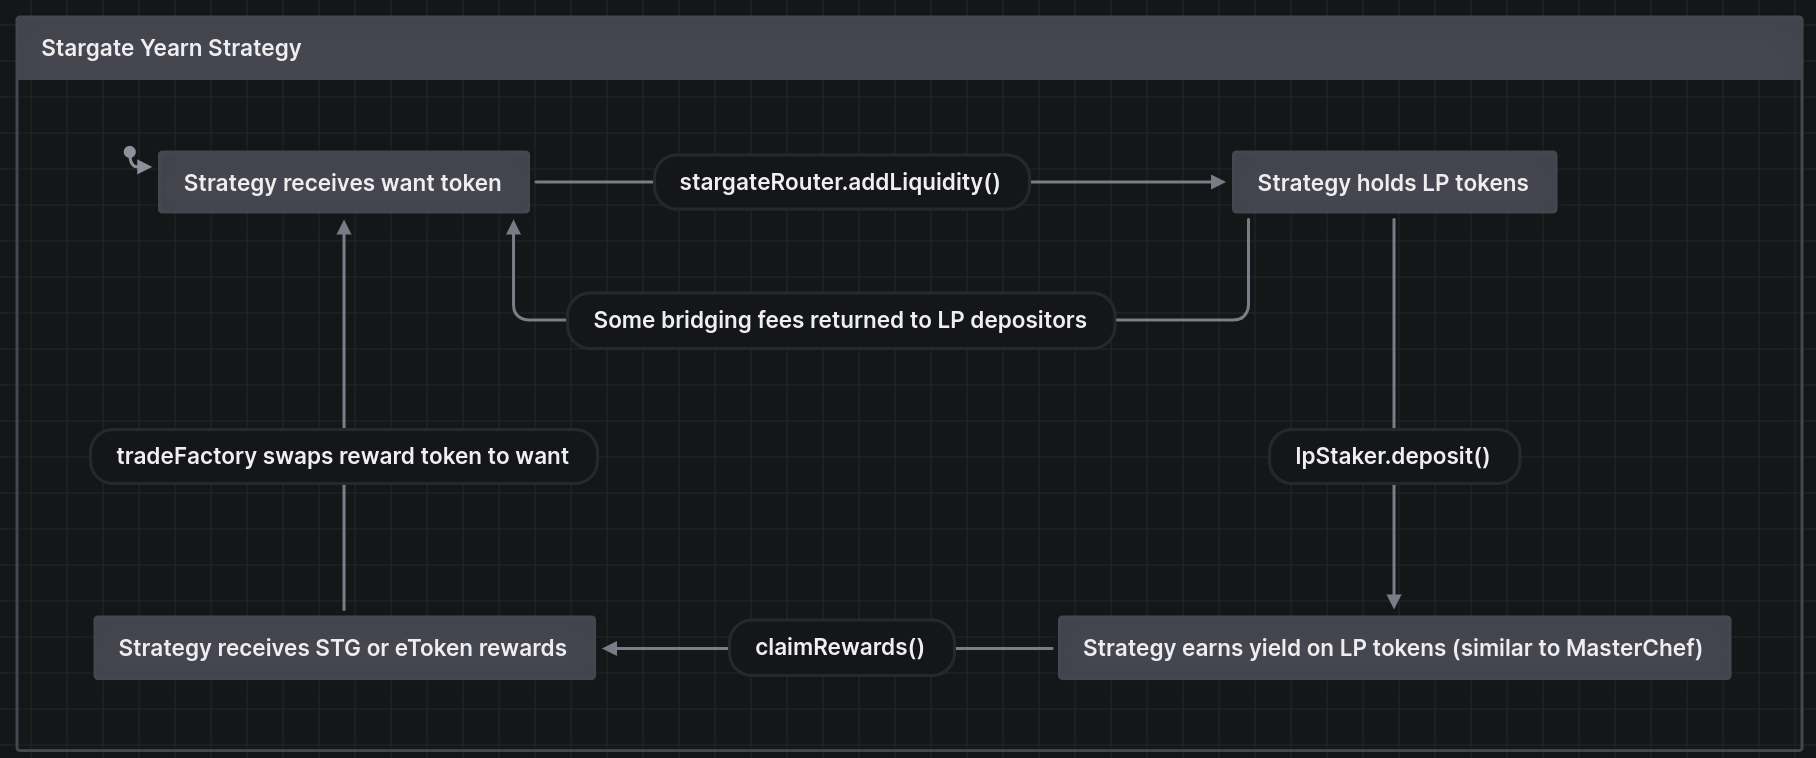 Stargate Yearn Strategy
Strategy receives want token
stargateRouter.addLiquidity()
Strategy holds LP tokens
Some bridging fees returned to LP depositors
tradeFactory swaps reward token to want
lpStaker.deposit()
Strategy receives STG or eToken rewards
claimRewards()
Strategy earns yield on LP tokens (similar to MasterChef)